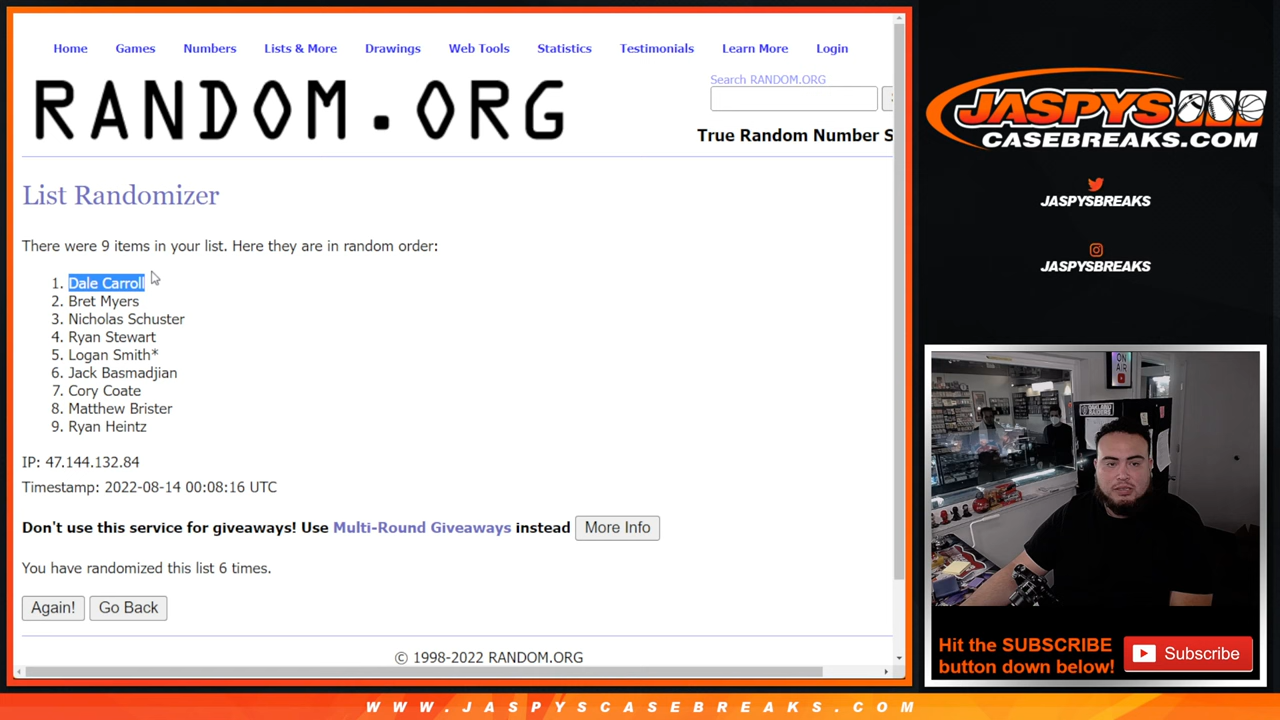 Home Games Numbers Lists & More Drawings Web Tools Statistics Testimonials Learn More Login
RANDOM.ORG
Search RANDOM.ORG
True Random Number S
List Randomizer
There were 9 items in your list. Here they are in random order:
1. Dale Carroll
2. Bret Myers
3. Nicholas Schuster
4. Ryan Stewart
5. Logan Smith*
6. Jack Basmadjian
7. Cory Coate
8. Matthew Brister
9. Ryan Heintz
IP: 47.144.132.84
Timestamp: 2022-08-14 00:08:16 UTC
Don't use this service for giveaways! Use Multi-Round Giveaways instead More Info
You have randomized this list 6 times.
Again! Go Back
© 1998-2022 RANDOM.ORG
JASPYS
CASEBREAKS.COM
JASPYSBREAKS
JASPYSBREAKS
ON
AIR
Hit the SUBSCRIBE
button down below!
Subscribe
WWW.JASPYSCASEBREAKS.COM